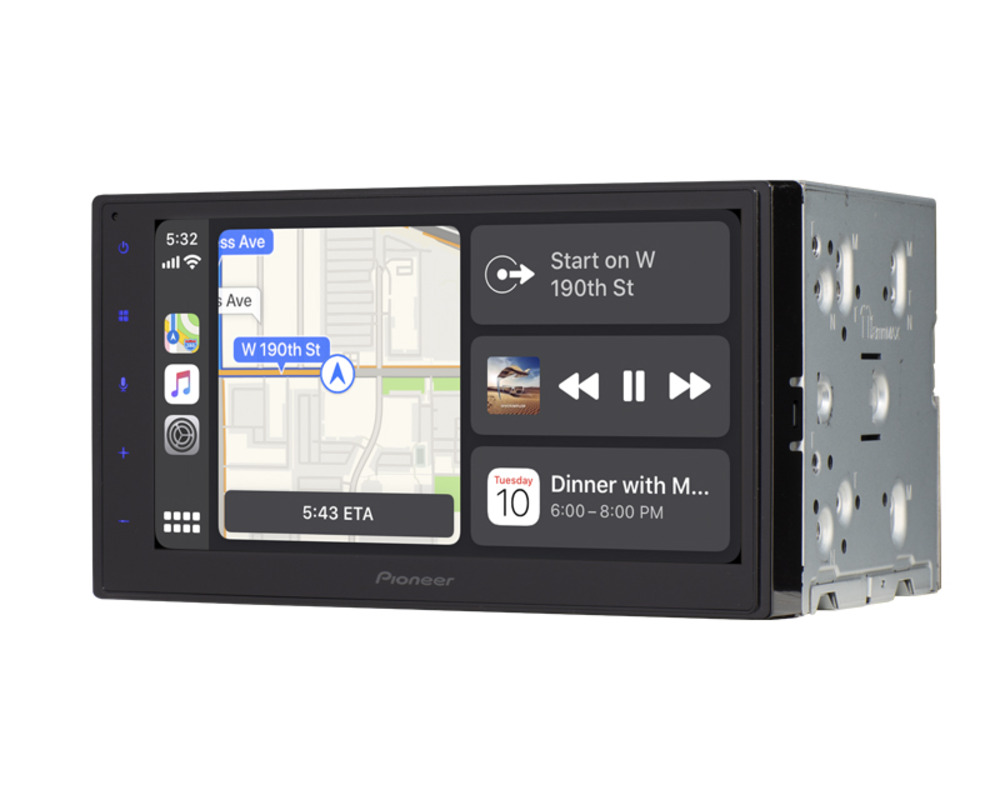 5:32
ss Ave
s Ave
W 190th St
5:43 ETA
Start on W
190th St
Tuesday
10
Dinner with M...
6:00–8:00 PM
Pioneer